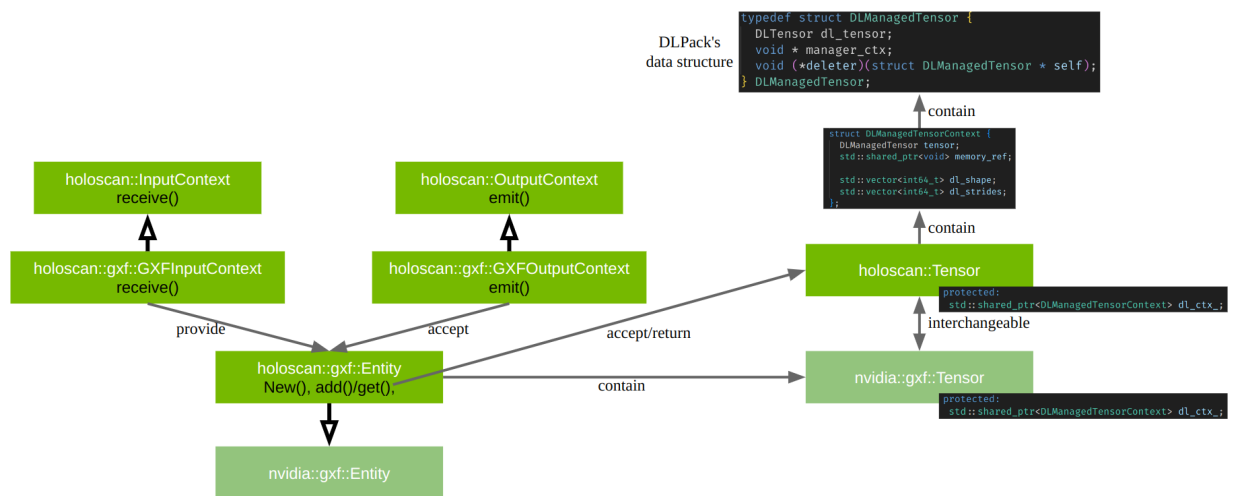 DLPack's
data structure
typedef struct DLManagedTensor {
  DLTensor dl_tensor;
  void * manager_ctx;
  void (*deleter)(struct DLManagedTensor * self);
} DLManagedTensor;
contain
struct DLManagedTensorContext {
  DLManagedTensor tensor;
  std::shared_ptr<void> memory_ref;
  std::vector<int64_t> dl_shape;
  std::vector<int64_t> dl_strides;
};
contain
holoscan::InputContext
receive()
holoscan::OutputContext
emit()
holoscan::gxf::GXFInputContext
receive()
holoscan::gxf::GXFOutputContext
emit()
holoscan::Tensor
protected:
  std::shared_ptr<DLManagedTensorContext> dl_ctx_;
provide
accept
accept/return
interchangeable
holoscan::gxf::Entity
New(), add()/get(),
contain
nvidia::gxf::Tensor
protected:
  std::shared_ptr<DLManagedTensorContext> dl_ctx_;
nvidia::gxf::Entity